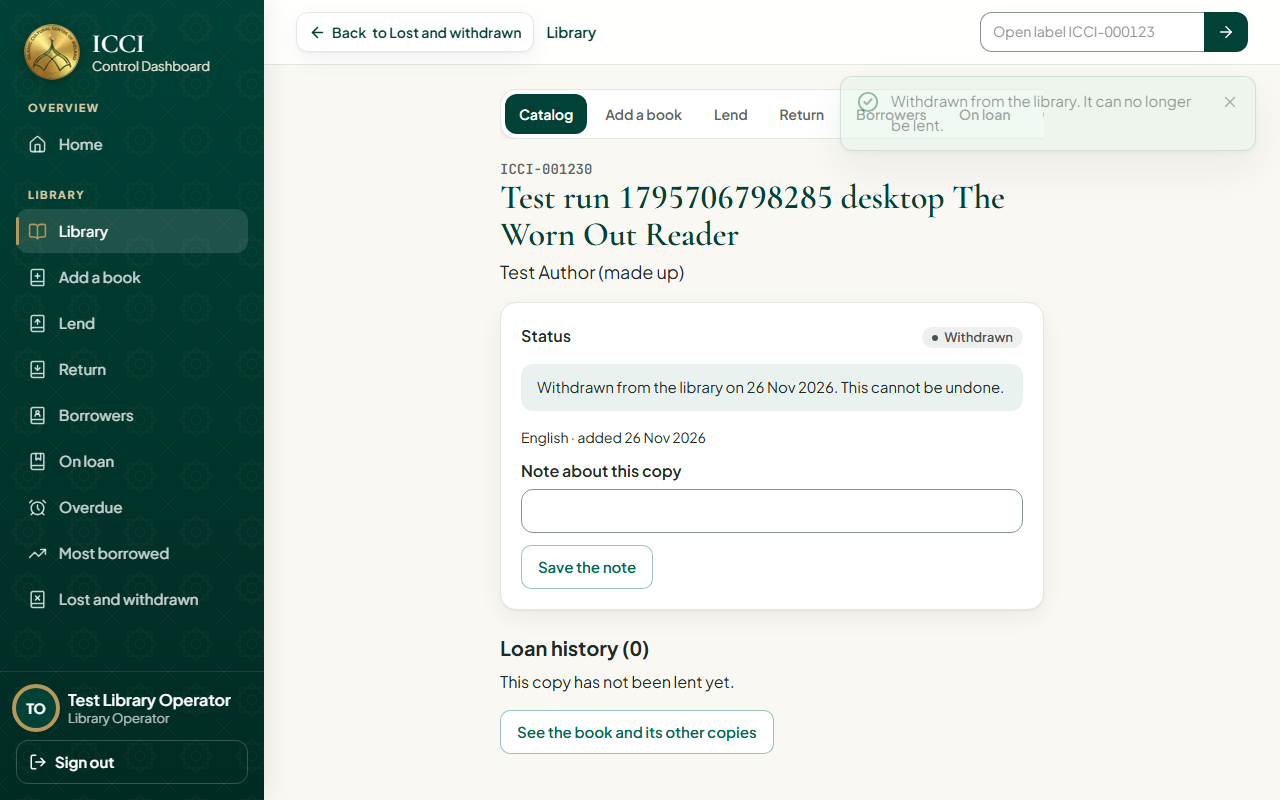 ICCI
Control Dashboard
OVERVIEW
Home
LIBRARY
Library
Add a book
Lend
Return
Borrowers
On loan
Overdue
Most borrowed
Lost and withdrawn
TO
Test Library Operator
Library Operator
Sign out
Back to Lost and withdrawn
Library
Open label ICCI-000123
Catalog
Add a book
Lend
Return
Borrowers
On loan
Withdrawn from the library. It can no longer
be lent.
ICCI-001230
Test run 1795706798285 desktop The
Worn Out Reader
Test Author (made up)
Status
Withdrawn
Withdrawn from the library on 26 Nov 2026. This cannot be undone.
English · added 26 Nov 2026
Note about this copy
Save the note
Loan history (0)
This copy has not been lent yet.
See the book and its other copies